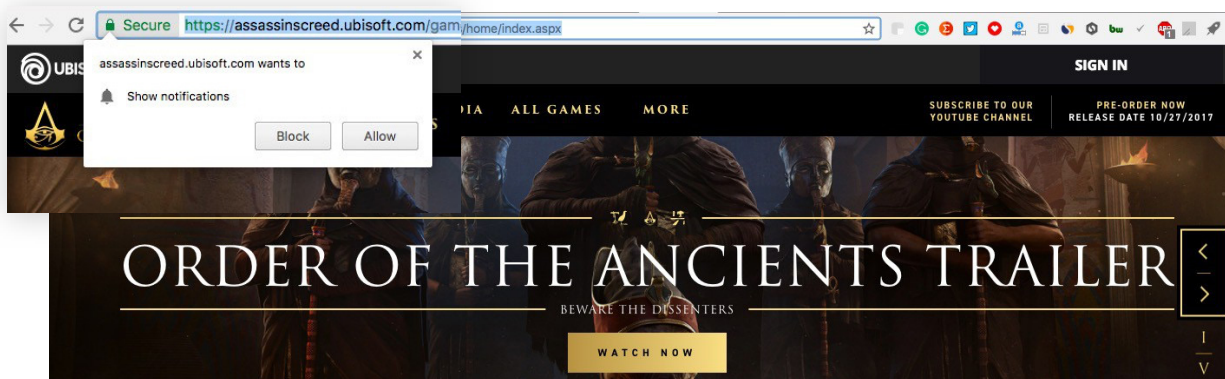 Secure https://assassinscreed.ubisoft.com/gam /home/index.aspx
UBIS
SIGN IN
assassinscreed.ubisoft.com wants to
Show notifications
Block Allow
DIA ALL GAMES MORE
SUBSCRIBE TO OUR
YOUTUBE CHANNEL
PRE-ORDER NOW
RELEASE DATE 10/27/2017
ORDER OF THE ANCIENTS TRAILER
BEWARE THE DISSENTERS
WATCH NOW
I
V